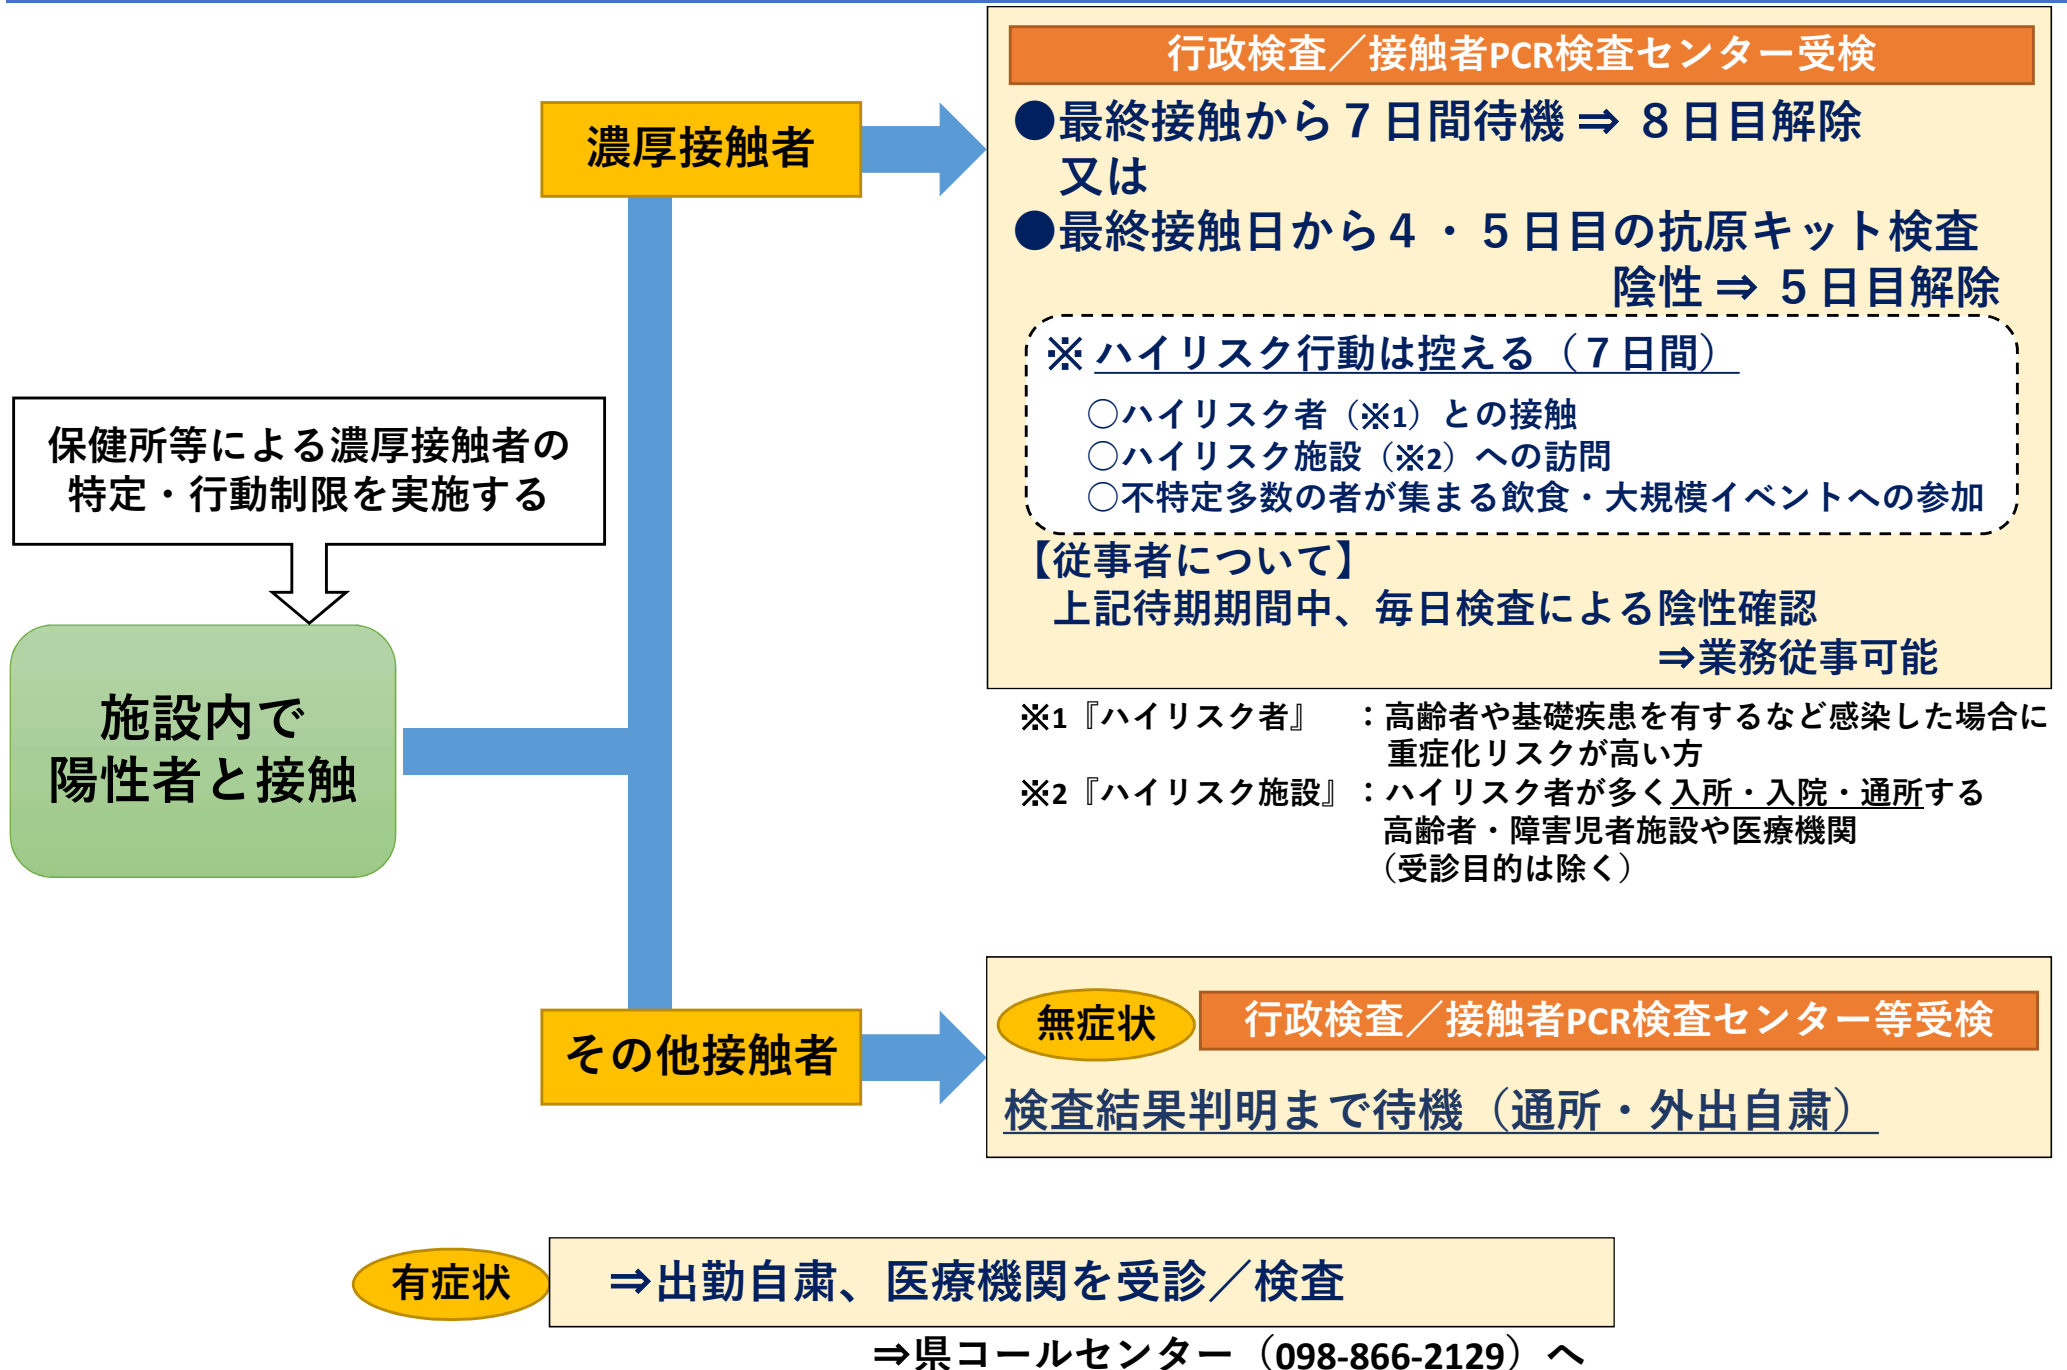 行政検査／接触者PCR検査センター受検
濃厚接触者
●最終接触から７日間待機 ⇒ ８日目解除
又は
●最終接触日から４・５日目の抗原キット検査
陰性 ⇒ ５日目解除
※ ハイリスク行動は控える（７日間）
○ハイリスク者（※1）との接触
○ハイリスク施設（※2）への訪問
○不特定多数の者が集まる飲食・大規模イベントへの参加
【従事者について】
上記待期期間中、毎日検査による陰性確認
⇒業務従事可能
保健所等による濃厚接触者の
特定・行動制限を実施する
施設内で
陽性者と接触
※1『ハイリスク者』　：高齢者や基礎疾患を有するなど感染した場合に
重症化リスクが高い方
※2『ハイリスク施設』：ハイリスク者が多く入所・入院・通所する
高齢者・障害児者施設や医療機関
（受診目的は除く）
その他接触者
無症状
行政検査／接触者PCR検査センター等受検
検査結果判明まで待機（通所・外出自粛）
有症状
⇒出勤自粛、医療機関を受診／検査
⇒県コールセンター（098-866-2129）へ